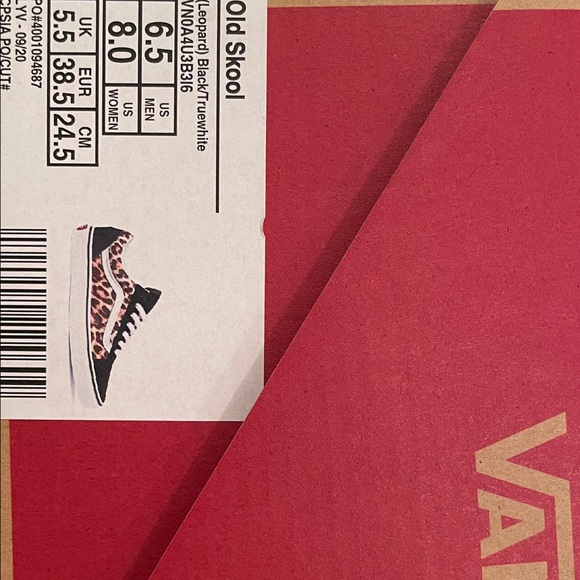 Old Skool
(Leopard) Black/Truewhite
VN0A4U3B3I6
6.5 US MEN
8.0 US WOMEN
UK EUR CM
5.5 38.5 24.5
PO#4001094687
YV - 09/20
CPSIA PO/CUT#
VA